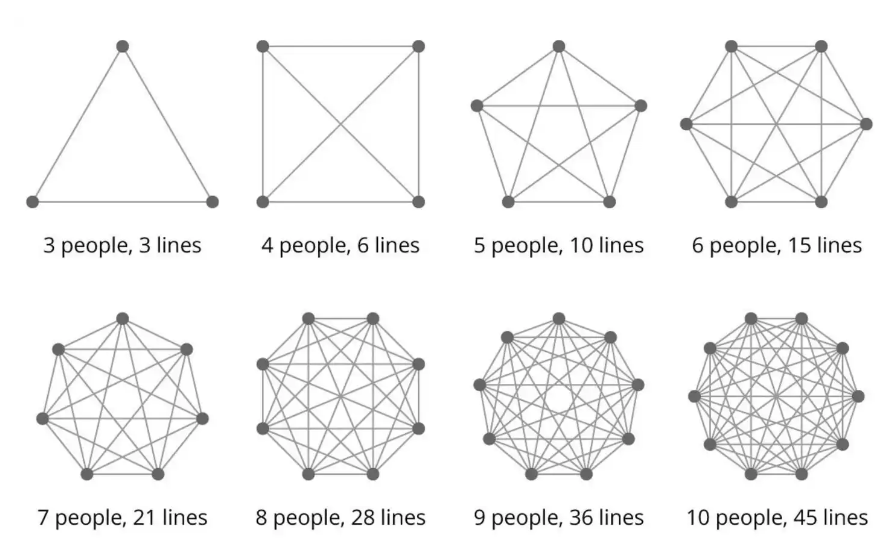 3 people, 3 lines
4 people, 6 lines
5 people, 10 lines
6 people, 15 lines
7 people, 21 lines
8 people, 28 lines
9 people, 36 lines
10 people, 45 lines